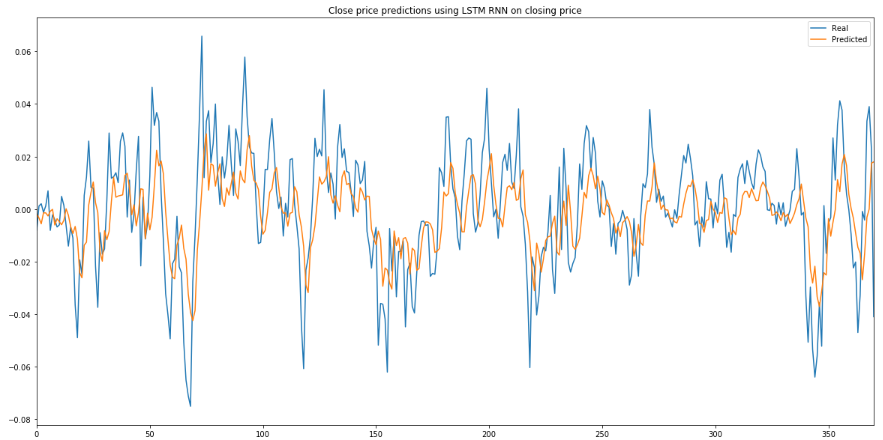 Close price predictions using LSTM RNN on closing price
Real
Predicted
0.06
0.04
0.02
0.00
−0.02
−0.04
−0.06
−0.08
0 50 100 150 200 250 300 350